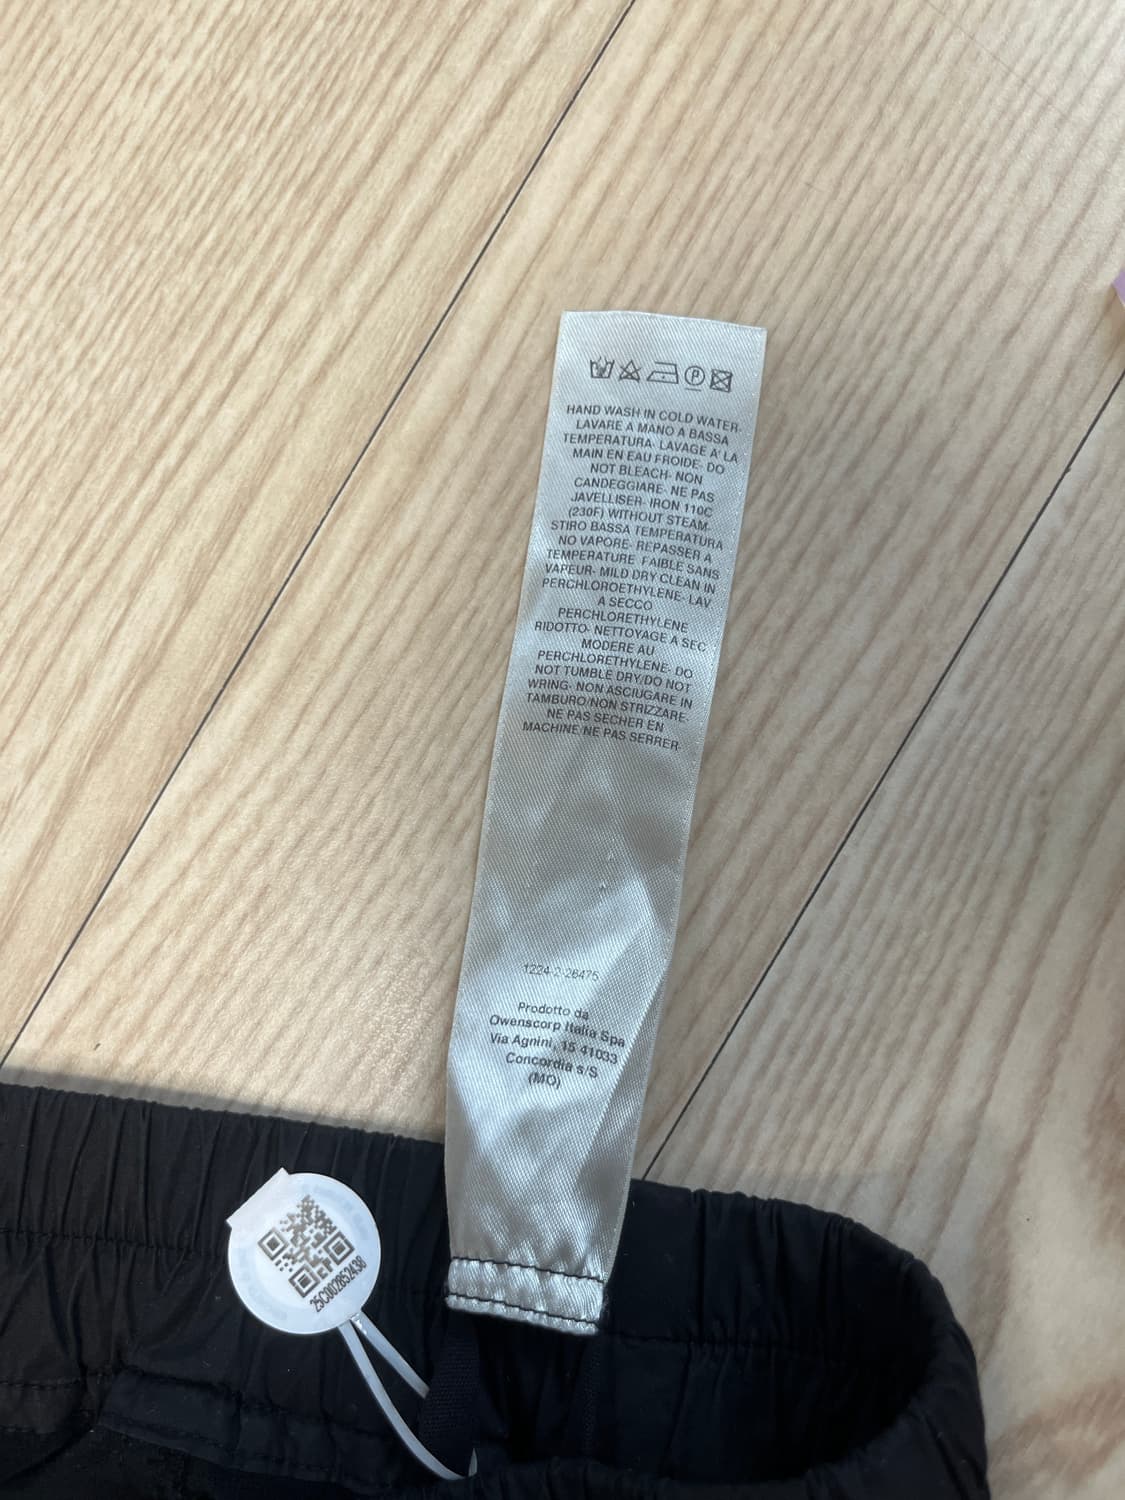 HAND WASH IN COLD WATER-
LAVARE A MANO A BASSA
TEMPERATURA- LAVAGE A' LA
MAIN EN EAU FROIDE- DO
NOT BLEACH- NON
CANDEGGIARE- NE PAS
JAVELLISER- IRON 110C
(230F) WITHOUT STEAM-
STIRO BASSA TEMPERATURA
NO VAPORE- REPASSER A
TEMPERATURE FAIBLE SANS
VAPEUR- MILD DRY CLEAN IN
PERCHLOROETHYLENE- LAV
A SECCO
PERCHLORETHYLENE
RIDOTTO- NETTOYAGE A SEC
MODERE AU
PERCHLORETHYLENE- DO
NOT TUMBLE DRY/DO NOT
WRING- NON ASCIUGARE IN
TAMBURO/NON STRIZZARE-
NE PAS SECHER EN
MACHINE/NE PAS SERRER-
1224-2-26475
Prodotto da
Owenscorp Italia Spa
Via Agnini, 15 41033
Concordia s/S
(MO)
25CU02852438